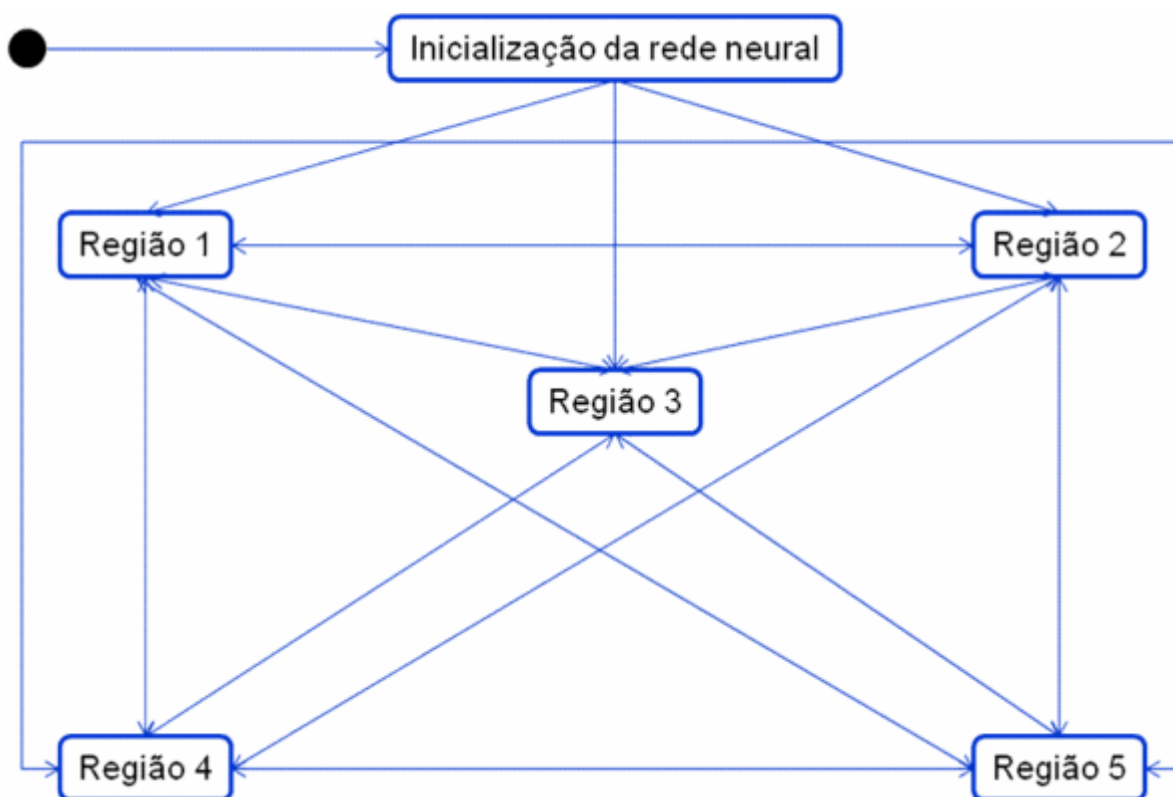 Inicialização da rede neural
Região 1
Região 2
Região 3
Região 4
Região 5